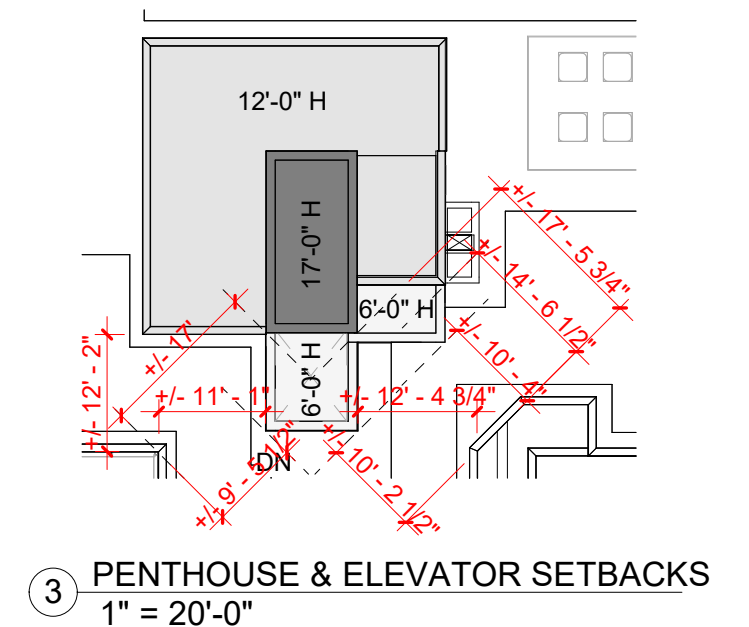 12'-0" H
17'-0" H
6'-0" H
6'-0" H
+/- 17' - 5 3/4"
+/- 14' - 6 1/2"
+/- 10' - 4"
+/- 17'
+/- 12' - 2"
+/- 11' - 1"
+/- 12' - 4 3/4"
+/- 9' - 5 1/2"
DN
+/- 10' - 2 1/2"
3 PENTHOUSE & ELEVATOR SETBACKS
1" = 20'-0"